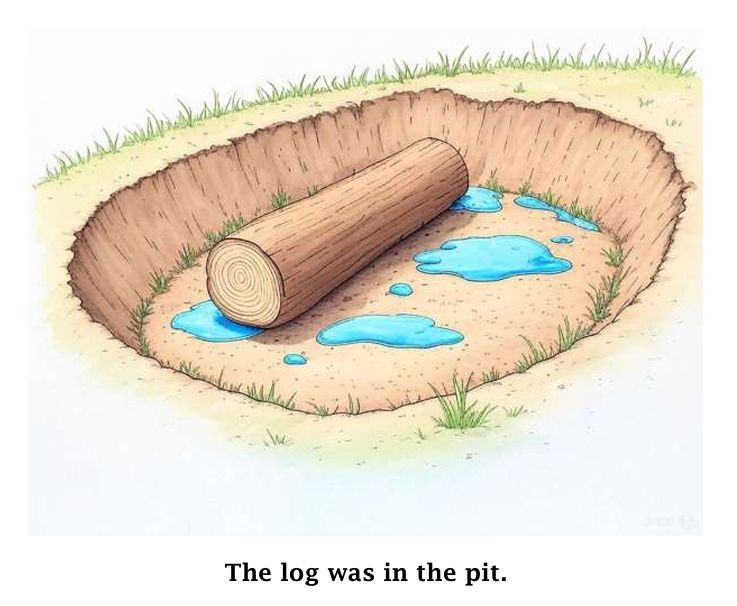 The log was in the pit.